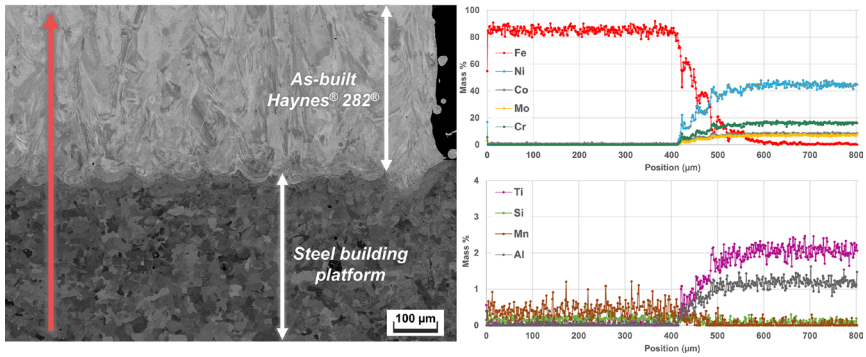 As-built
Haynes® 282®
Steel building
platform
100 µm
Mass %
100
80
60
40
20
0
Fe
Ni
Co
Mo
Cr
0 100 200 300 400 500 600 700 800
Position (µm)
Mass %
4
3
2
1
0
Ti
Si
Mn
Al
0 100 200 300 400 500 600 700 800
Position (µm)